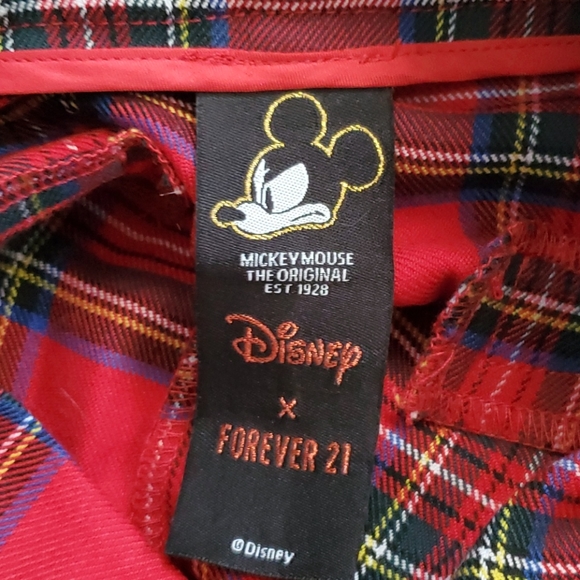 MICKEY MOUSE
THE ORIGINAL
EST 1928
Disney
X
FOREVER 21
©Disney